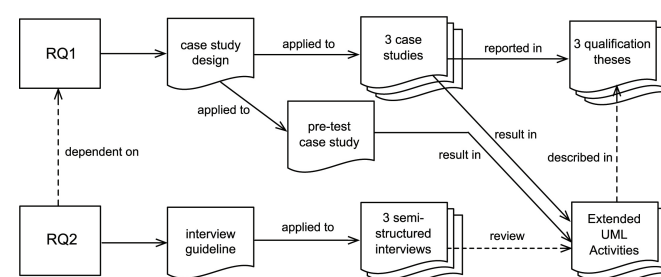 RQ1
case study
design
applied to
3 case
studies
reported in
3 qualification
theses
applied to
pre-test
case study
result in
result in
dependent on
described in
RQ2
interview
guideline
applied to
3 semi-
structured
interviews
review
Extended
UML
Activities